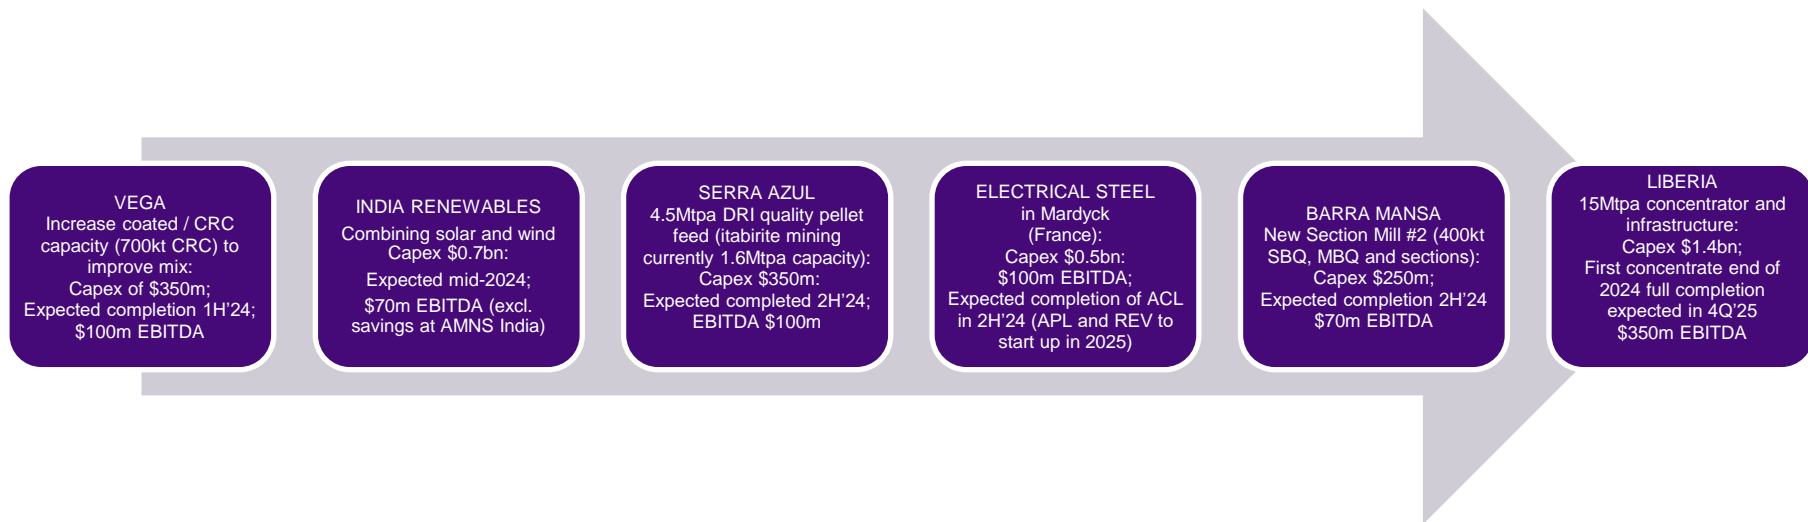 VEGA
Increase coated / CRC
capacity (700kt CRC) to
improve mix:
Capex of $350m;
Expected completion 1H'24;
$100m EBITDA
INDIA RENEWABLES
Combining solar and wind
Capex $0.7bn:
Expected mid-2024;
$70m EBITDA (excl.
savings at AMNS India)
SERRA AZUL
4.5Mtpa DRI quality pellet
feed (itabirite mining
currently 1.6Mtpa capacity):
Capex $350m:
Expected completed 2H'24;
EBITDA $100m
ELECTRICAL STEEL
in Mardyck
(France):
Capex $0.5bn:
$100m EBITDA;
Expected completion of ACL
in 2H'24 (APL and REV to
start up in 2025)
BARRA MANSA
New Section Mill #2 (400kt
SBQ, MBQ and sections):
Capex $250m;
Expected completion 2H'24
$70m EBITDA
LIBERIA
15Mtpa concentrator and
infrastructure:
Capex $1.4bn;
First concentrate end of
2024 full completion
expected in 4Q'25
$350m EBITDA